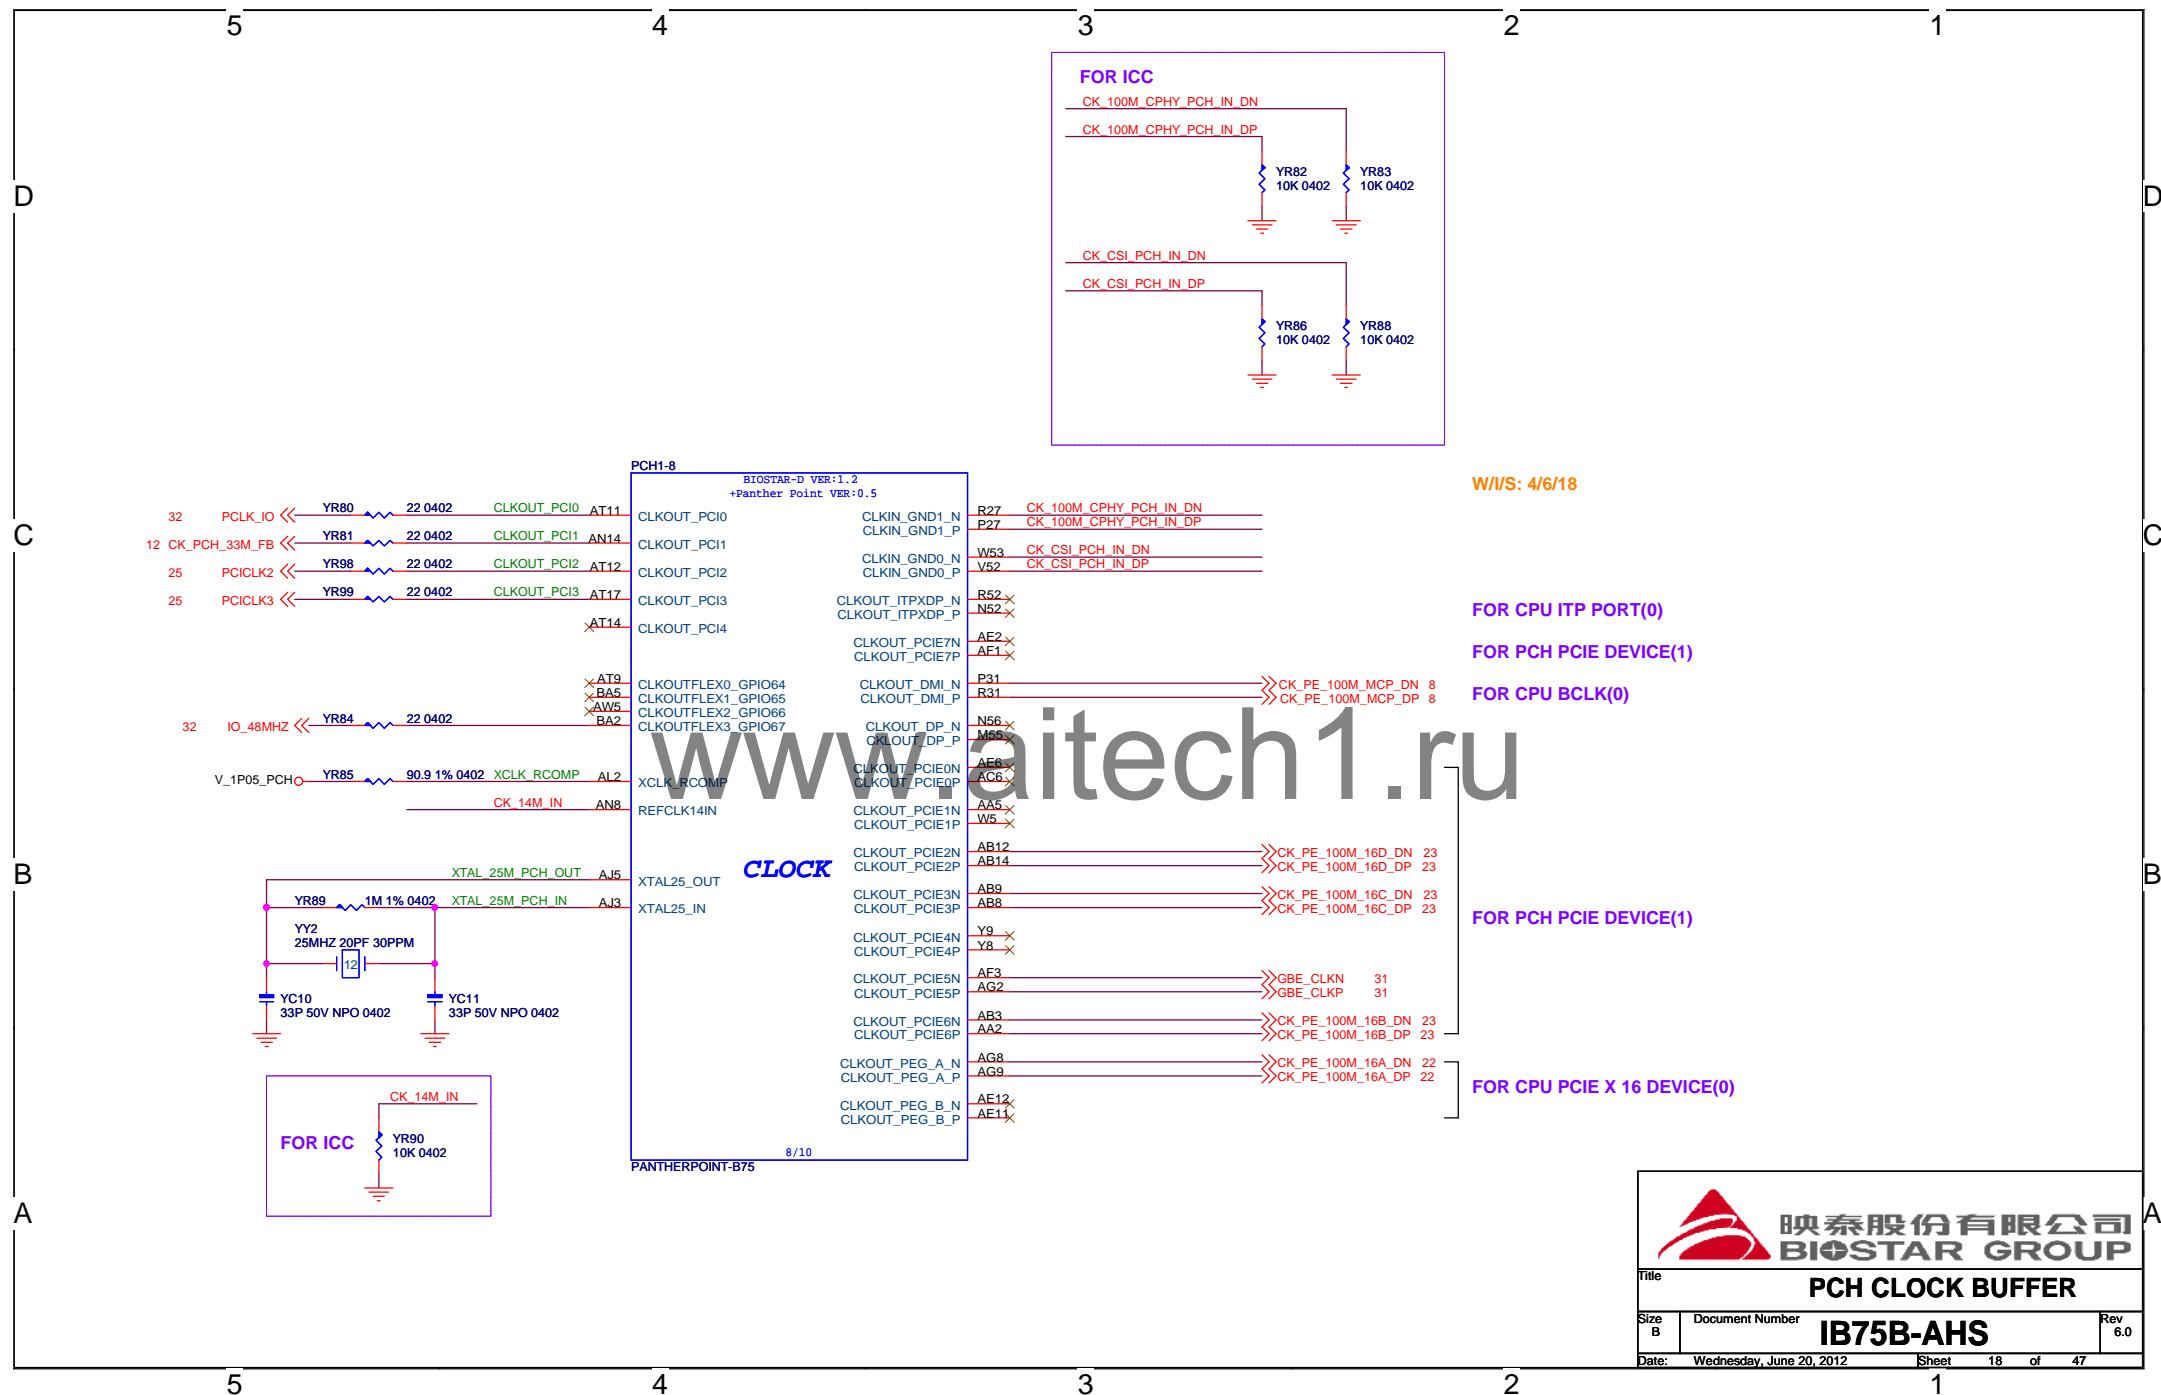 5 4 3 2 1
D D
C C
B B
A A
FOR ICC
CK_100M_CPHY_PCH_IN_DN
CK_100M_CPHY_PCH_IN_DP
YR82
10K 0402
YR83
10K 0402
CK_CSI_PCH_IN_DN
CK_CSI_PCH_IN_DP
YR86
10K 0402
YR88
10K 0402
W/I/S: 4/6/18
PCH1-8
BIOSTAR-D VER:1.2
+Panther Point VER:0.5
32 PCLK_IO YR80 22 0402 CLKOUT_PCI0 AT11 CLKOUT_PCI0
12 CK_PCH_33M_FB YR81 22 0402 CLKOUT_PCI1 AN14 CLKOUT_PCI1
25 PCICLK2 YR98 22 0402 CLKOUT_PCI2 AT12 CLKOUT_PCI2
25 PCICLK3 YR99 22 0402 CLKOUT_PCI3 AT17 CLKOUT_PCI3
AT14 CLKOUT_PCI4
AT9 CLKOUTFLEX0_GPIO64
BA5 CLKOUTFLEX1_GPIO65
AW5 CLKOUTFLEX2_GPIO66
32 IO_48MHZ YR84 22 0402 BA2 CLKOUTFLEX3_GPIO67
V_1P05_PCH YR85 90.9 1% 0402 XCLK_RCOMP AL2 XCLK_RCOMP
CK_14M_IN AN8 REFCLK14IN
XTAL_25M_PCH_OUT AJ5 XTAL25_OUT
YR89 1M 1% 0402 XTAL_25M_PCH_IN AJ3 XTAL25_IN
YY2
25MHZ 20PF 30PPM
12
YC10
33P 50V NPO 0402
YC11
33P 50V NPO 0402
CLOCK
CLKIN_GND1_N R27 CK_100M_CPHY_PCH_IN_DN
CLKIN_GND1_P P27 CK_100M_CPHY_PCH_IN_DP
CLKIN_GND0_N W53 CK_CSI_PCH_IN_DN
CLKIN_GND0_P V52 CK_CSI_PCH_IN_DP
CLKOUT_ITPXDP_N R52
CLKOUT_ITPXDP_P N52
FOR CPU ITP PORT(0)
CLKOUT_PCIE7N AE2
CLKOUT_PCIE7P AF1
FOR PCH PCIE DEVICE(1)
CLKOUT_DMI_N P31 CK_PE_100M_MCP_DN 8
CLKOUT_DMI_P R31 CK_PE_100M_MCP_DP 8
FOR CPU BCLK(0)
CLKOUT_DP_N N56
CKLOUT_DP_P M55
www.aitech1.ru
CLKOUT_PCIE0N AE6
CLKOUT_PCIE0P AC6
CLKOUT_PCIE1N AA5
CLKOUT_PCIE1P W5
CLKOUT_PCIE2N AB12 CK_PE_100M_16D_DN 23
CLKOUT_PCIE2P AB14 CK_PE_100M_16D_DP 23
CLKOUT_PCIE3N AB9 CK_PE_100M_16C_DN 23
CLKOUT_PCIE3P AB8 CK_PE_100M_16C_DP 23
FOR PCH PCIE DEVICE(1)
CLKOUT_PCIE4N Y9
CLKOUT_PCIE4P Y8
CLKOUT_PCIE5N AF3 GBE_CLKN 31
CLKOUT_PCIE5P AG2 GBE_CLKP 31
CLKOUT_PCIE6N AB3 CK_PE_100M_16B_DN 23
CLKOUT_PCIE6P AA2 CK_PE_100M_16B_DP 23
CLKOUT_PEG_A_N AG8 CK_PE_100M_16A_DN 22
CLKOUT_PEG_A_P AG9 CK_PE_100M_16A_DP 22
FOR CPU PCIE X 16 DEVICE(0)
CLKOUT_PEG_B_N AE12
CLKOUT_PEG_B_P AE11
8/10
PANTHERPOINT-B75
CK_14M_IN
FOR ICC
YR90
10K 0402
映泰股份有限公司
BIOSTAR GROUP
Title
PCH CLOCK BUFFER
Size
B
Document Number
IB75B-AHS
Rev
6.0
Date: Wednesday, June 20, 2012 Sheet 18 of 47
5 4 3 2 1